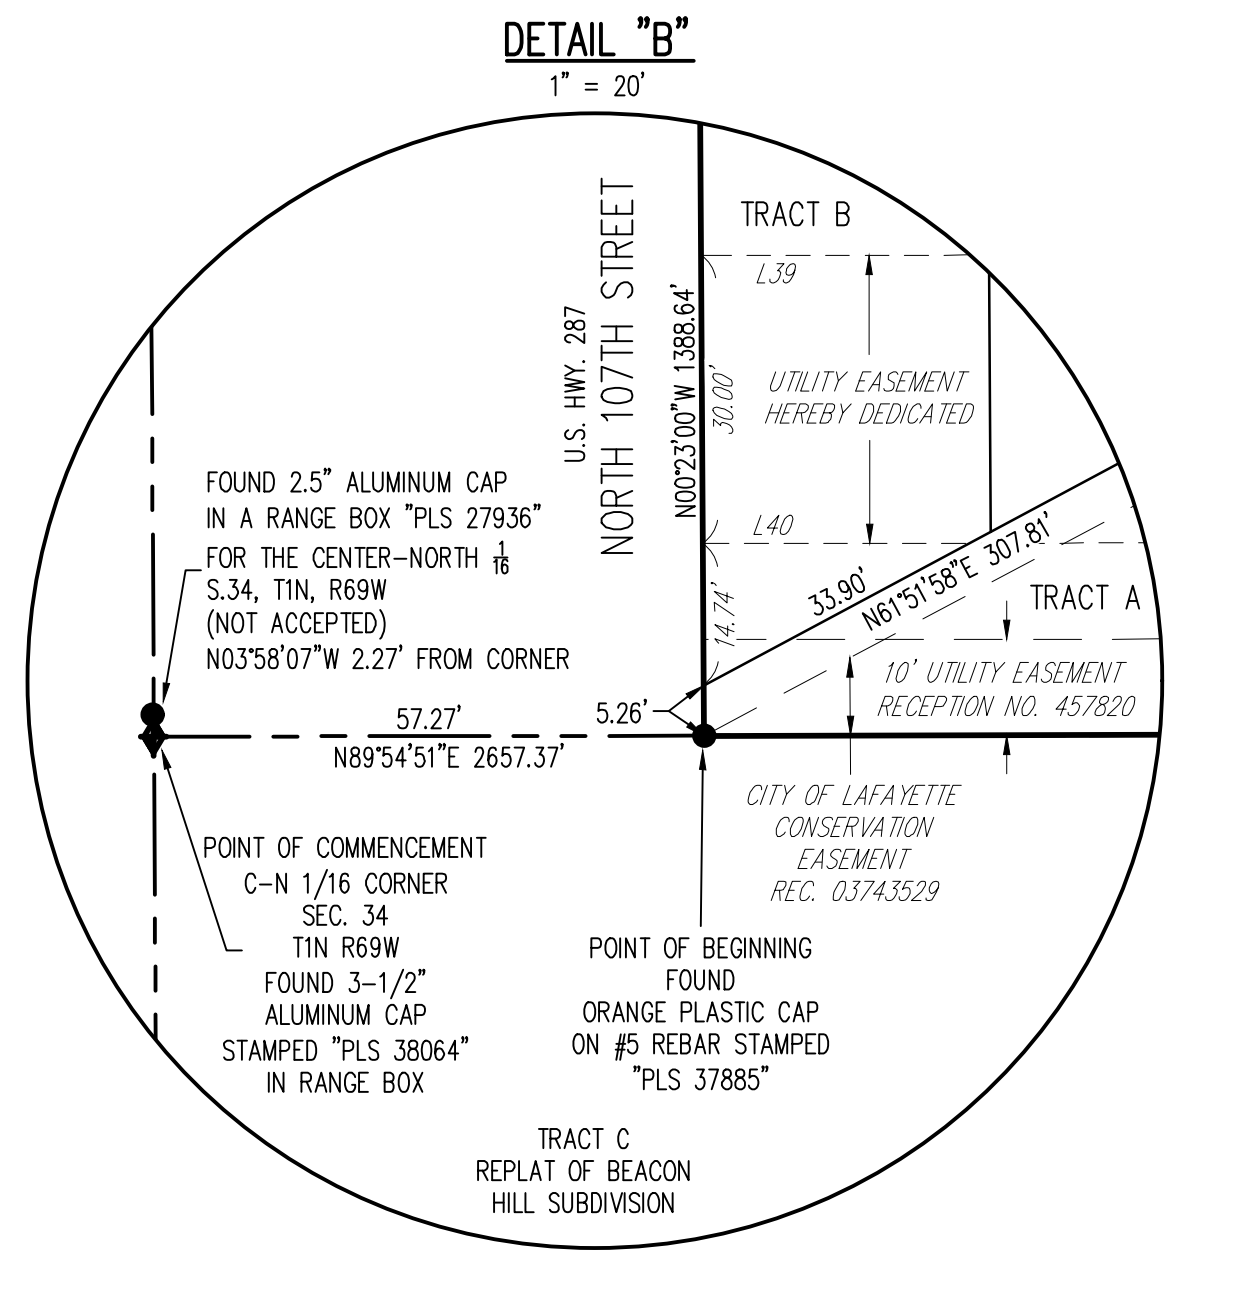 DETAIL "B"
1" = 20'
TRACT B
L39
U.S. HWY. 287
NORTH 107TH STREET
N00°23'00"W 1388.64'
30.00'
UTILITY EASEMENT
HEREBY DEDICATED
FOUND 2.5" ALUMINUM CAP
IN A RANGE BOX "PLS 27936"
FOR THE CENTER-NORTH 1/16
S.34, T1N, R69W
(NOT ACCEPTED)
N03°58'07"W 2.27' FROM CORNER
L40
14.74'
33.90'
N61°51'58"E 307.81'
TRACT A
10' UTILITY EASEMENT
RECEPTION NO. 457820
5.26'
57.27'
N89°54'51"E 2657.37'
CITY OF LAFAYETTE
CONSERVATION
EASEMENT
REC. 03743529
POINT OF COMMENCEMENT
C-N 1/16 CORNER
SEC. 34
T1N R69W
FOUND 3-1/2"
ALUMINUM CAP
STAMPED "PLS 38064"
IN RANGE BOX
POINT OF BEGINNING
FOUND
ORANGE PLASTIC CAP
ON #5 REBAR STAMPED
"PLS 37885"
TRACT C
REPLAT OF BEACON
HILL SUBDIVISION